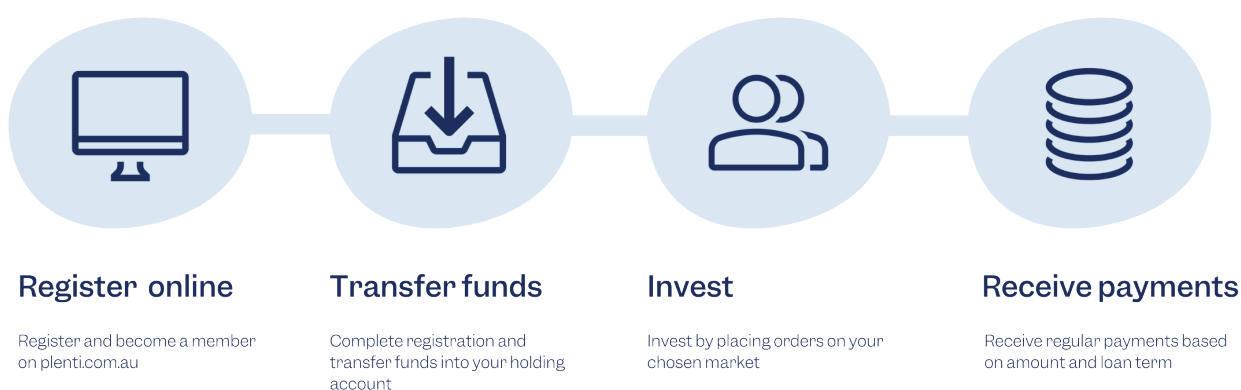 Register online
Register and become a member
on plenti.com.au
Transfer funds
Complete registration and
transfer funds into your holding
account
Invest
Invest by placing orders on your
chosen market
Receive payments
Receive regular payments based
on amount and loan term